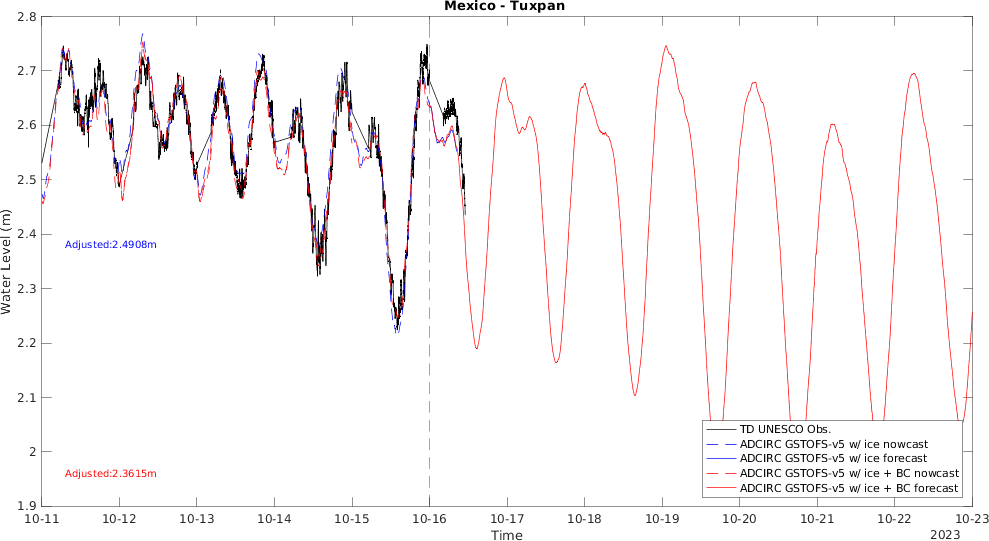 Mexico - Tuxpan
2.8
2.7
2.6
2.5
2.4
2.3
2.2
2.1
2
1.9
Water Level (m)
Adjusted:2.4908m
Adjusted:2.3615m
TD UNESCO Obs.
ADCIRC GSTOFS-v5 w/ ice nowcast
ADCIRC GSTOFS-v5 w/ ice forecast
ADCIRC GSTOFS-v5 w/ ice + BC nowcast
ADCIRC GSTOFS-v5 w/ ice + BC forecast
10-11 10-12 10-13 10-14 10-15 10-16 10-17 10-18 10-19 10-20 10-21 10-22 10-23
Time
2023